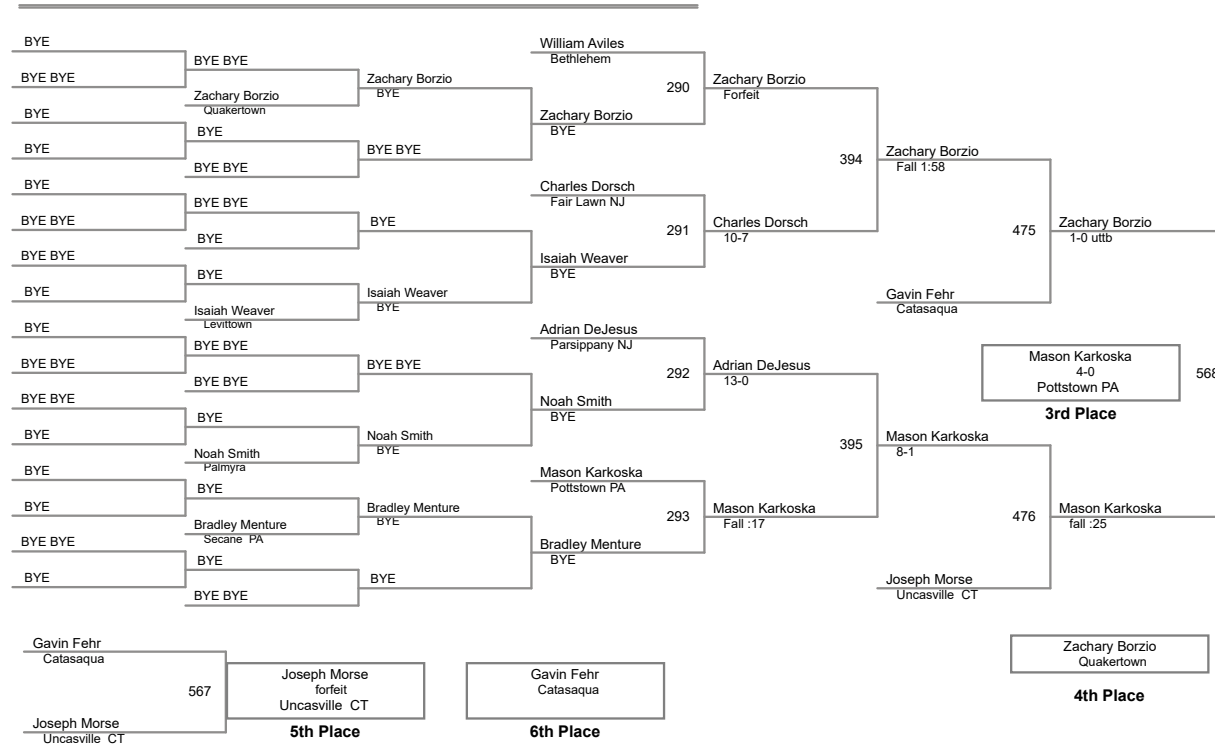 BYE
BYE BYE
BYE
BYE
BYE
BYE BYE
BYE BYE
BYE
BYE
BYE BYE
BYE BYE
BYE
BYE
BYE
BYE BYE
BYE
BYE BYE
Zachary Borzio
Quakertown
BYE
BYE BYE
BYE BYE
BYE
BYE
Isaiah Weaver
Levittown
BYE BYE
BYE BYE
BYE
Noah Smith
Palmyra
BYE
Bradley Menture
Secane PA
BYE
BYE BYE
Zachary Borzio
BYE
BYE BYE
BYE
Isaiah Weaver
BYE
BYE BYE
Noah Smith
BYE
Bradley Menture
BYE
BYE
William Aviles
Bethlehem
290
Zachary Borzio
BYE
Charles Dorsch
Fair Lawn NJ
291
Isaiah Weaver
BYE
Adrian DeJesus
Parsippany NJ
292
Noah Smith
BYE
Mason Karkoska
Pottstown PA
293
Bradley Menture
BYE
Zachary Borzio
Forfeit
394
Charles Dorsch
10-7
Adrian DeJesus
13-0
395
Mason Karkoska
Fall :17
Zachary Borzio
Fall 1:58
475
Gavin Fehr
Catasaqua
Mason Karkoska
8-1
476
Joseph Morse
Uncasville CT
Zachary Borzio
1-0 uttb
Mason Karkoska
4-0
Pottstown PA
568
3rd Place
Mason Karkoska
fall :25
Zachary Borzio
Quakertown
4th Place
Gavin Fehr
Catasaqua
567
Joseph Morse
Uncasville CT
Joseph Morse
forfeit
Uncasville CT
5th Place
Gavin Fehr
Catasaqua
6th Place